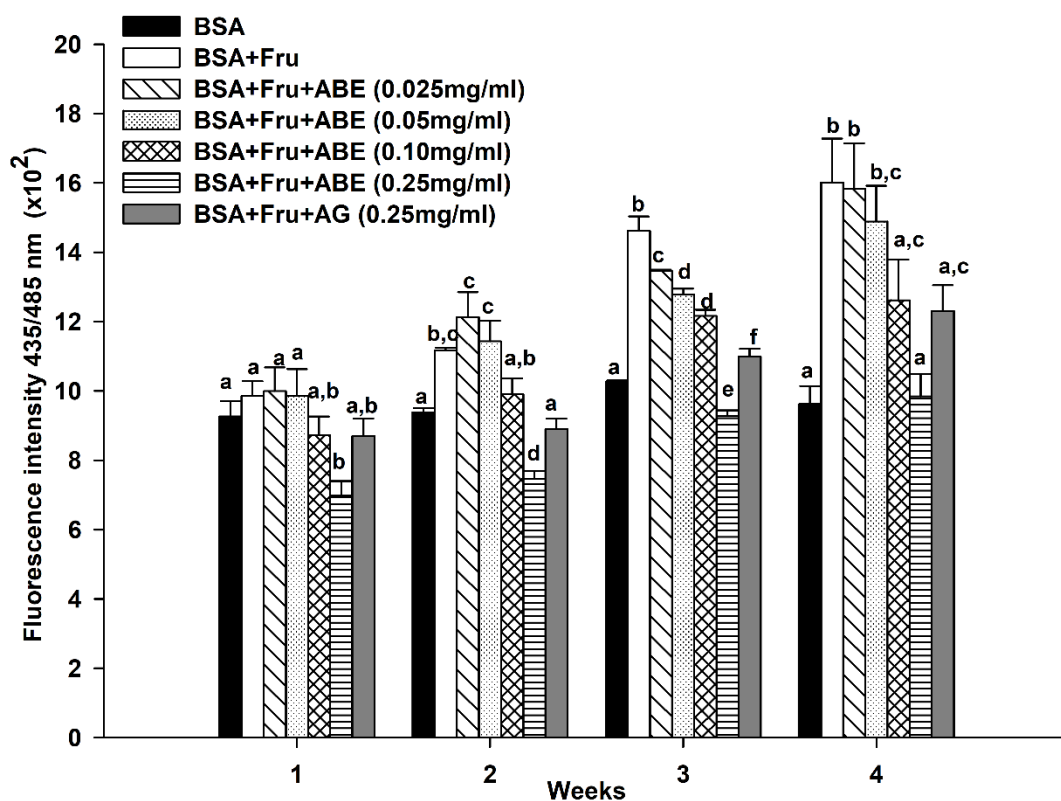 BSA
BSA+Fru
BSA+Fru+ABE (0.025mg/ml)
BSA+Fru+ABE (0.05mg/ml)
BSA+Fru+ABE (0.10mg/ml)
BSA+Fru+ABE (0.25mg/ml)
BSA+Fru+AG (0.25mg/ml)
Fluorescence intensity 435/485 nm (x10²)
20
18
16
14
12
10
8
6
4
2
0
a a a a a,b b a,b
a b,c c c a,b d a
a b c d d e f
a b b b,c a,c a a,c
1 2 3 4
Weeks